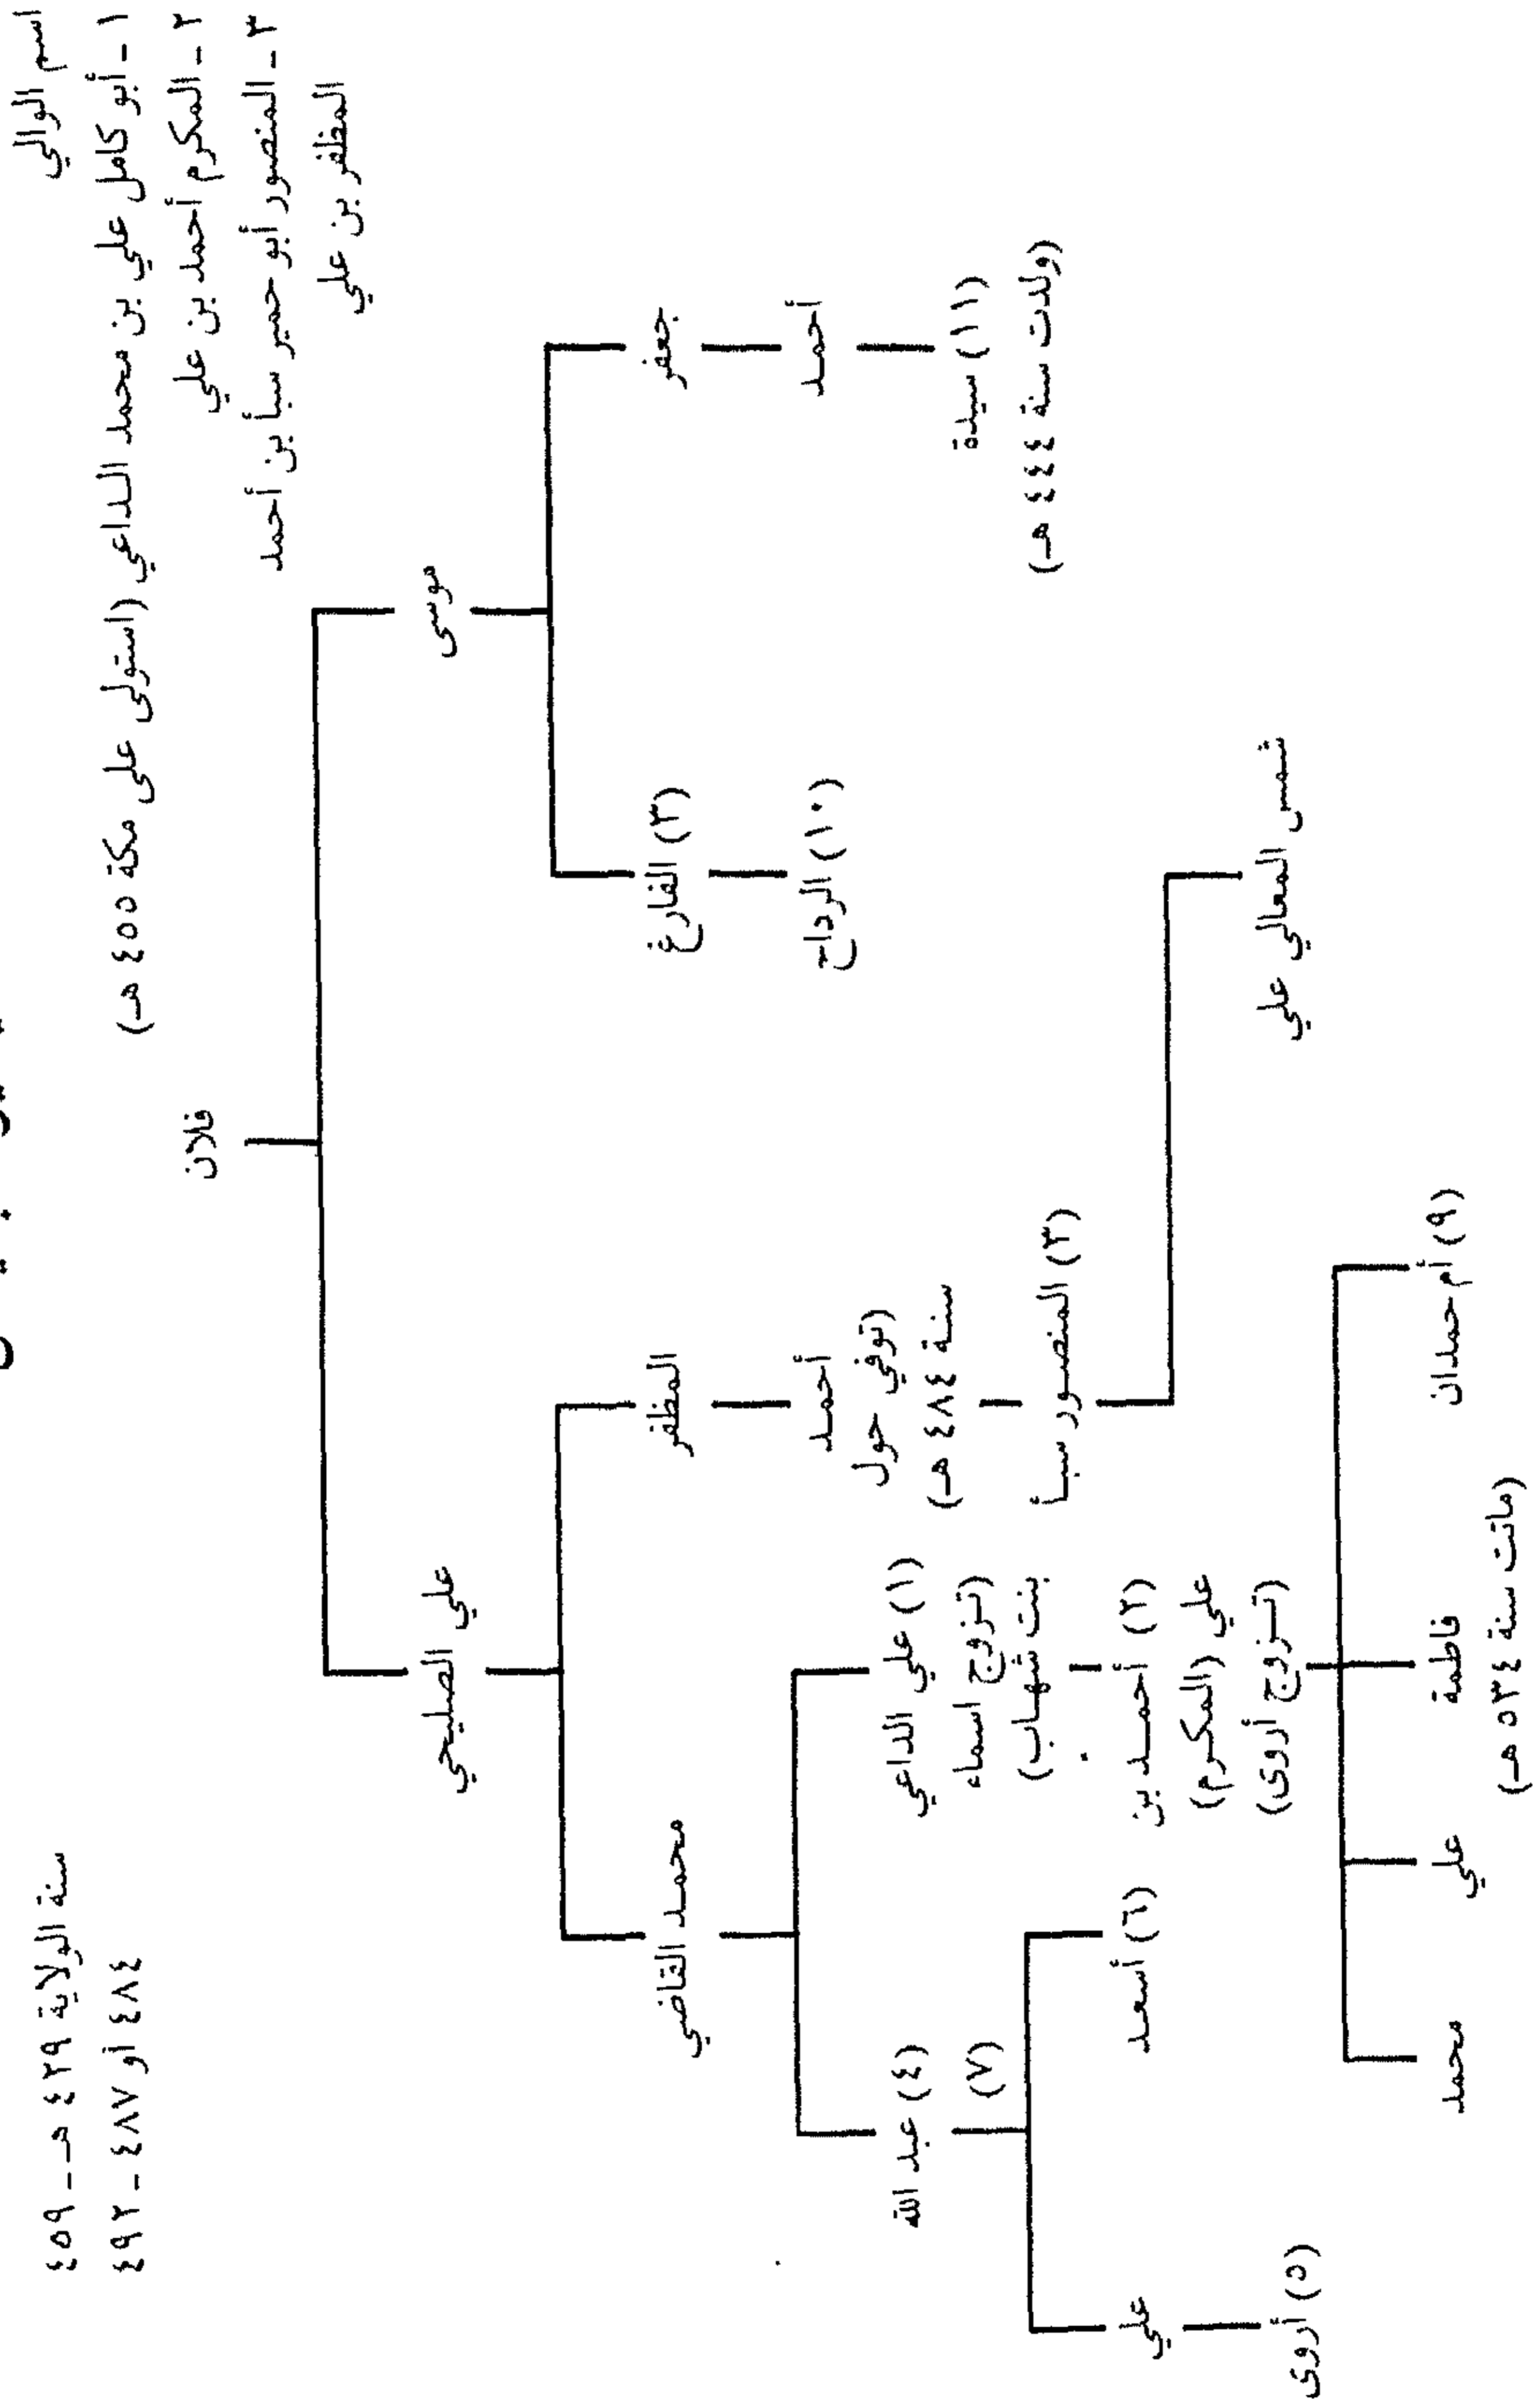 اسم الوالي
سنة الولاية ٤٢٩ هـ - ٤٥٩
١ - أبو كامل علي بن محمد الداعي (استولى على مكة ٤٥٥ هـ)
٤٨٤ أو ٤٨٧ - ٤٩٢
٢ - المكرم أحمد بن علي
٣ - المنصور أبو حمير سبأ بن أحمد
المظفر بن علي
فلان
موسى
علي الصليحي
جعفر
(٣) الفارغ
المظفر
محمد القاضي
أحمد
(١٠) الرداح
أحمد
(توفي حول
سنة ٤٨٤ هـ)
(١) علي الداعي
(تزوج اسماء
بنت شهاب)
(٤) عبد الله
(٧)
(١١) سيدة
(ولدت سنة ٤٤٤ هـ)
(٣) المنصور سبأ
(٢) أحمد بن
علي (المكرم)
(تزوج أروى)
(٦) أسعد
علي
شمس المعالي علي
(٥) أروى
(٩) أم حمدان
فاطمة
(ماتت سنة ٥٣٤ هـ)
علي
محمد